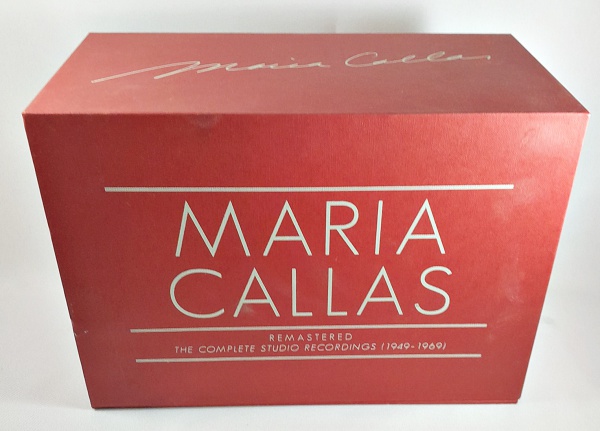 Maria Callas
MARIA
CALLAS
REMASTERED
THE COMPLETE STUDIO RECORDINGS (1949-1969)